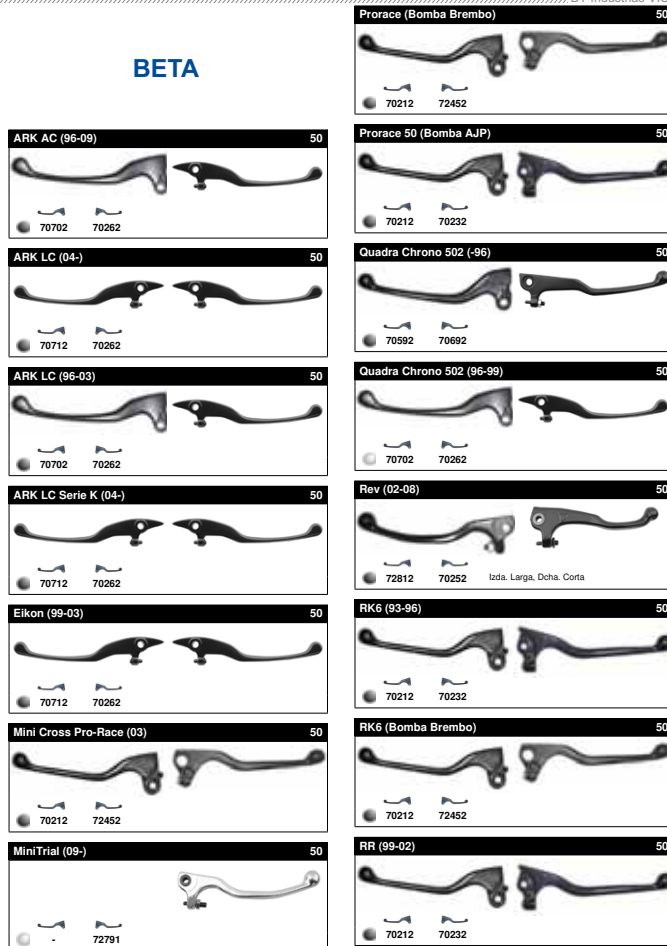 BETA
ARK AC (96-09) 50
70702 70262
ARK LC (04-) 50
70712 70262
ARK LC (96-03) 50
70702 70262
ARK LC Serie K (04-) 50
70712 70262
Eikon (99-03) 50
70712 70262
Mini Cross Pro-Race (03) 50
70212 72452
MiniTrial (09-) 50
- 72791
Prorace (Bomba Brembo) 50
70212 72452
Prorace 50 (Bomba AJP) 50
70212 70232
Quadra Chrono 502 (-96) 50
70592 70692
Quadra Chrono 502 (96-99) 50
70702 70262
Rev (02-08) 50
72812 70252 Izda. Larga, Dcha. Corta
RK6 (93-96) 50
70212 70232
RK6 (Bomba Brembo) 50
70212 72452
RR (99-02) 50
70212 70232